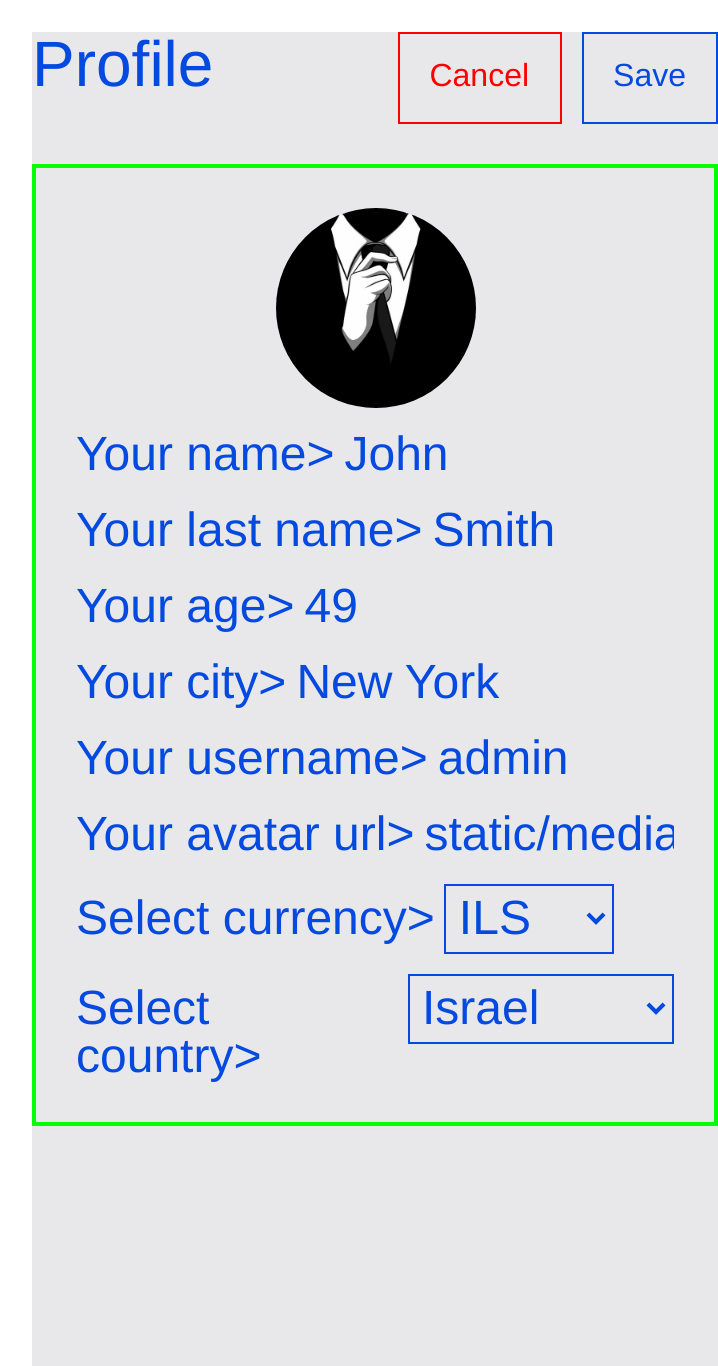 Profile
Cancel
Save
Your name> John
Your last name> Smith
Your age> 49
Your city> New York
Your username> admin
Your avatar url> static/media
Select currency> ILS
Select country> Israel